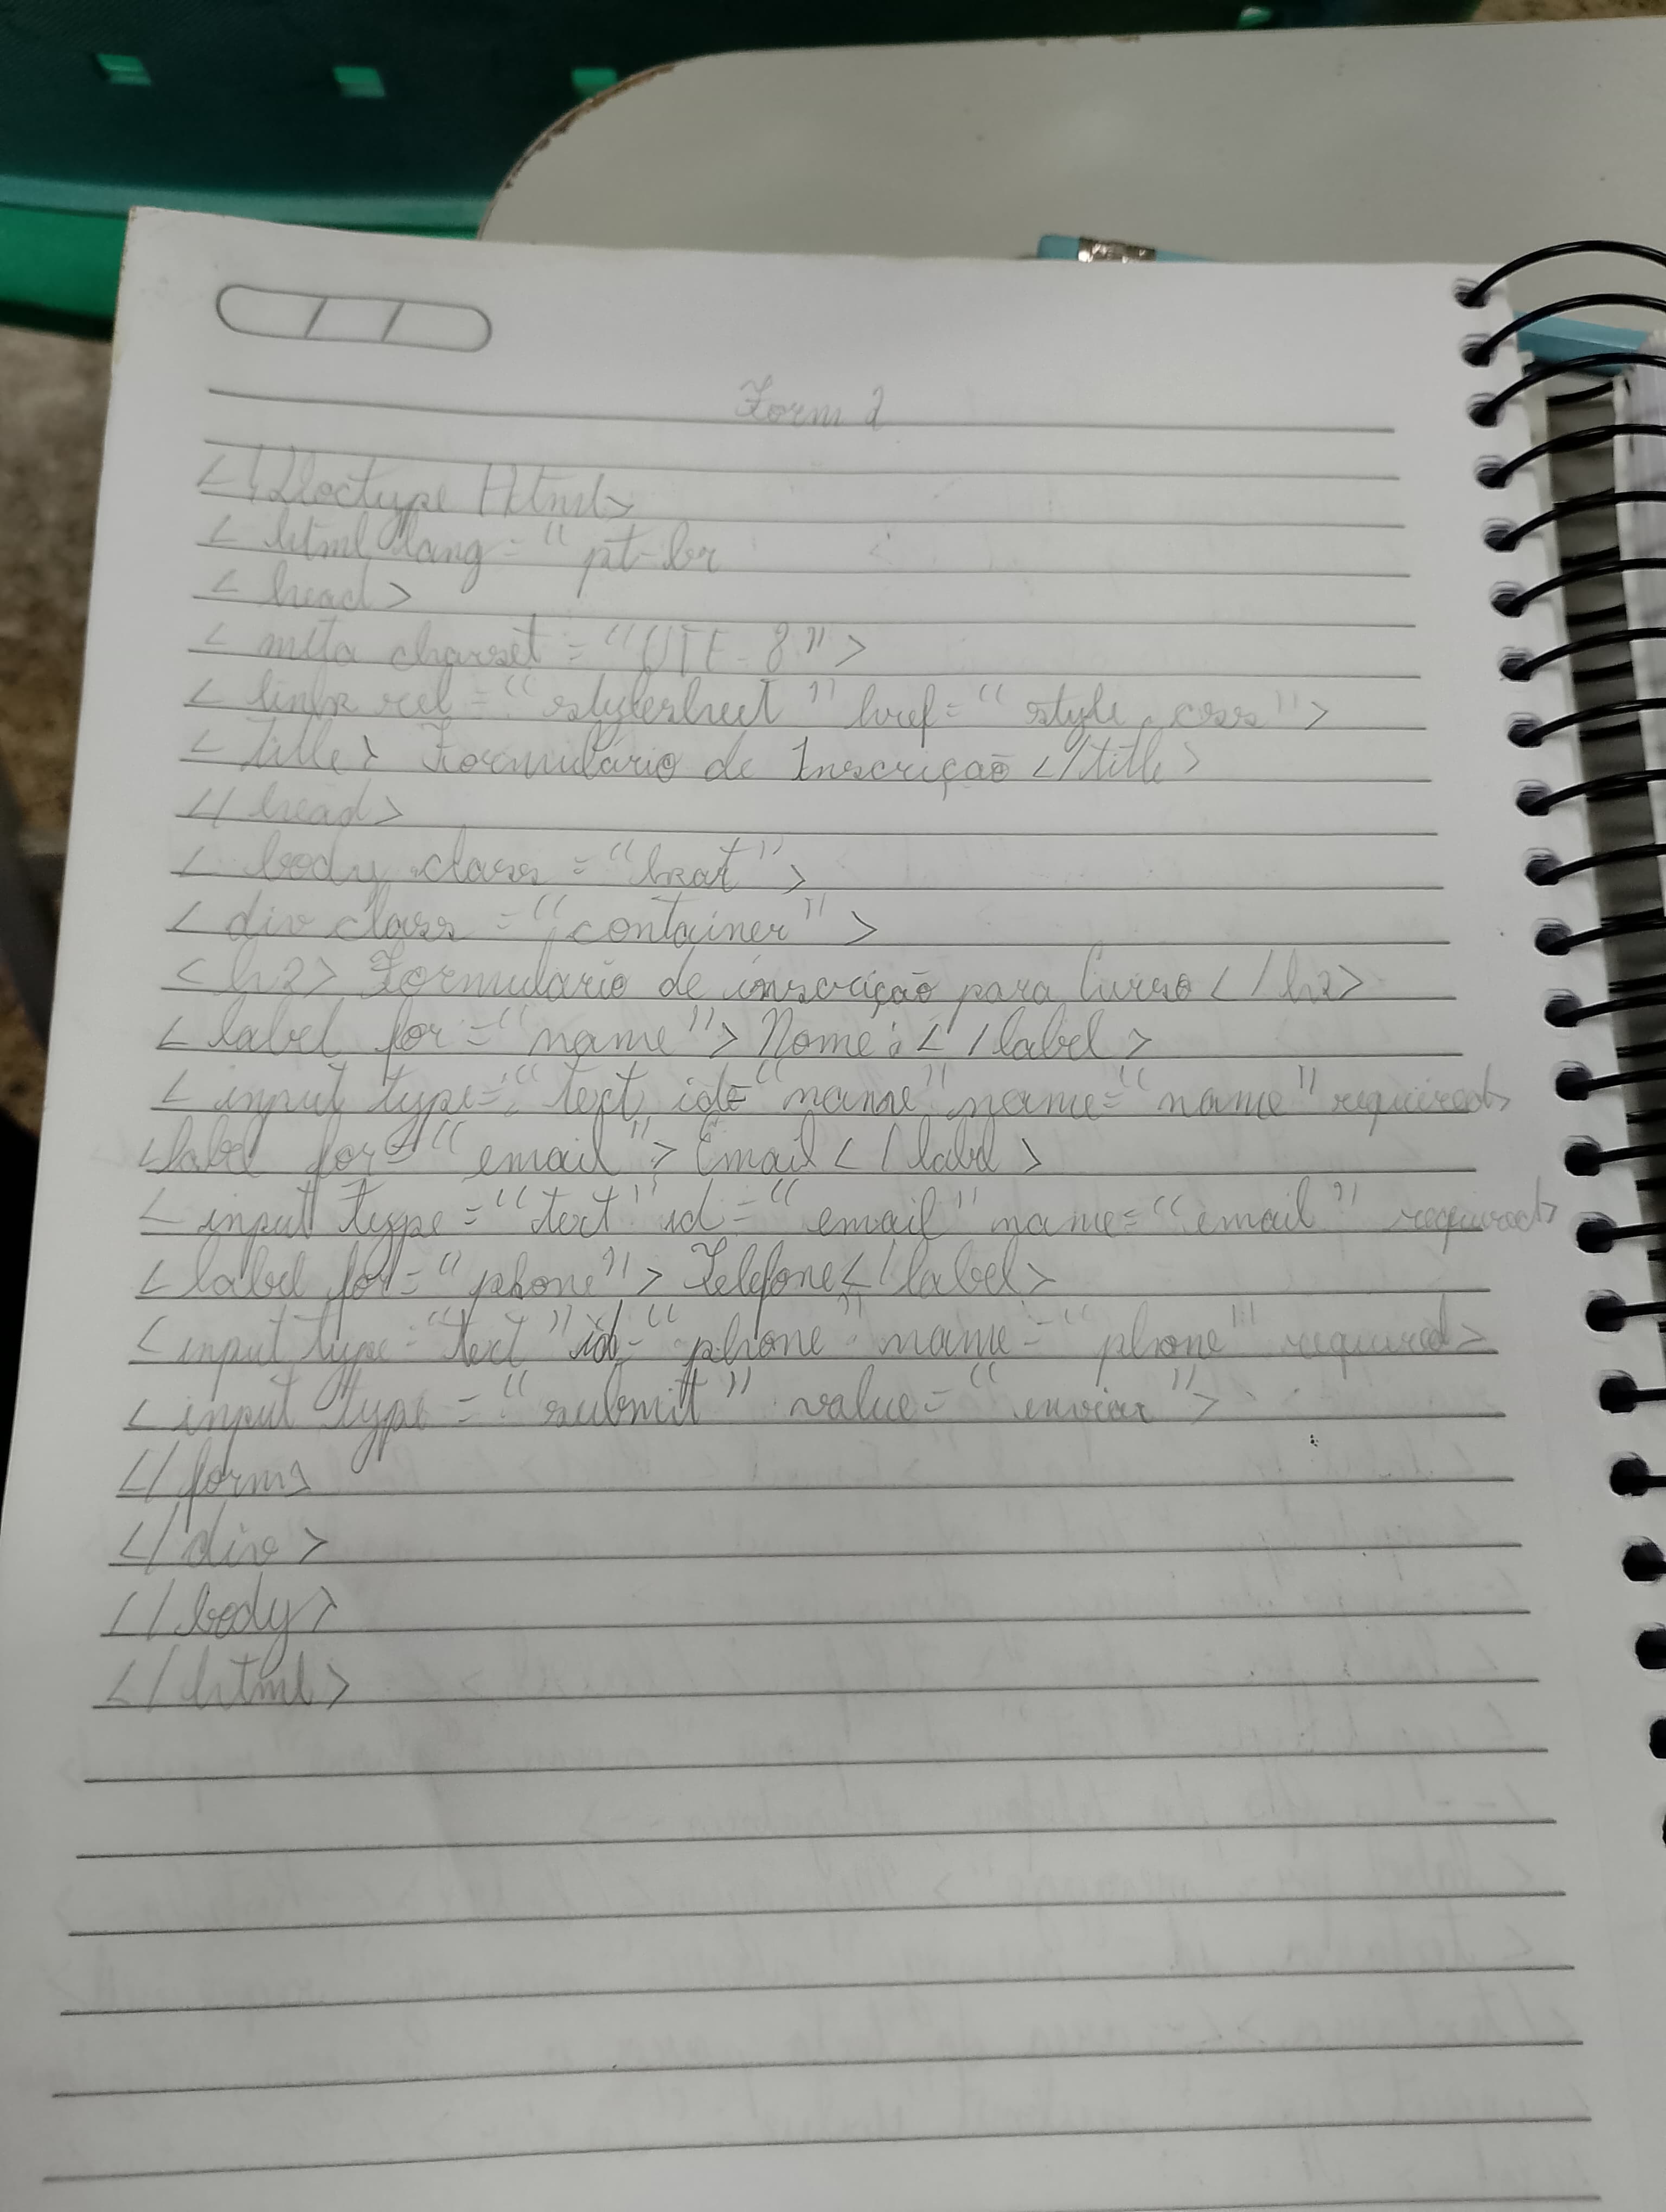 Form 2
<!Doctype Html>
< html lang = "pt-br
< head >
< meta charset = "UTF-8">
< link rel = "stylesheet" href= "style.css">
< title> Formulário de Inscrição </title>
</head>
< body class = "kzat">
< div class = "container">
< h2> Formulario de inscrição para Curso </h2>
< label for = "name"> Nome: </label>
< input type = "text id= "name" name= "name" required>
<label for = "email"> Email </label>
< input type = "text" id = "email" name= "email" required>
< label for = "phone"> Telefone </label>
< input type = "text" id = "phone" name = "phone" required>
< input type = "submit" value = "enviar">
</form>
</div>
</body>
</html>